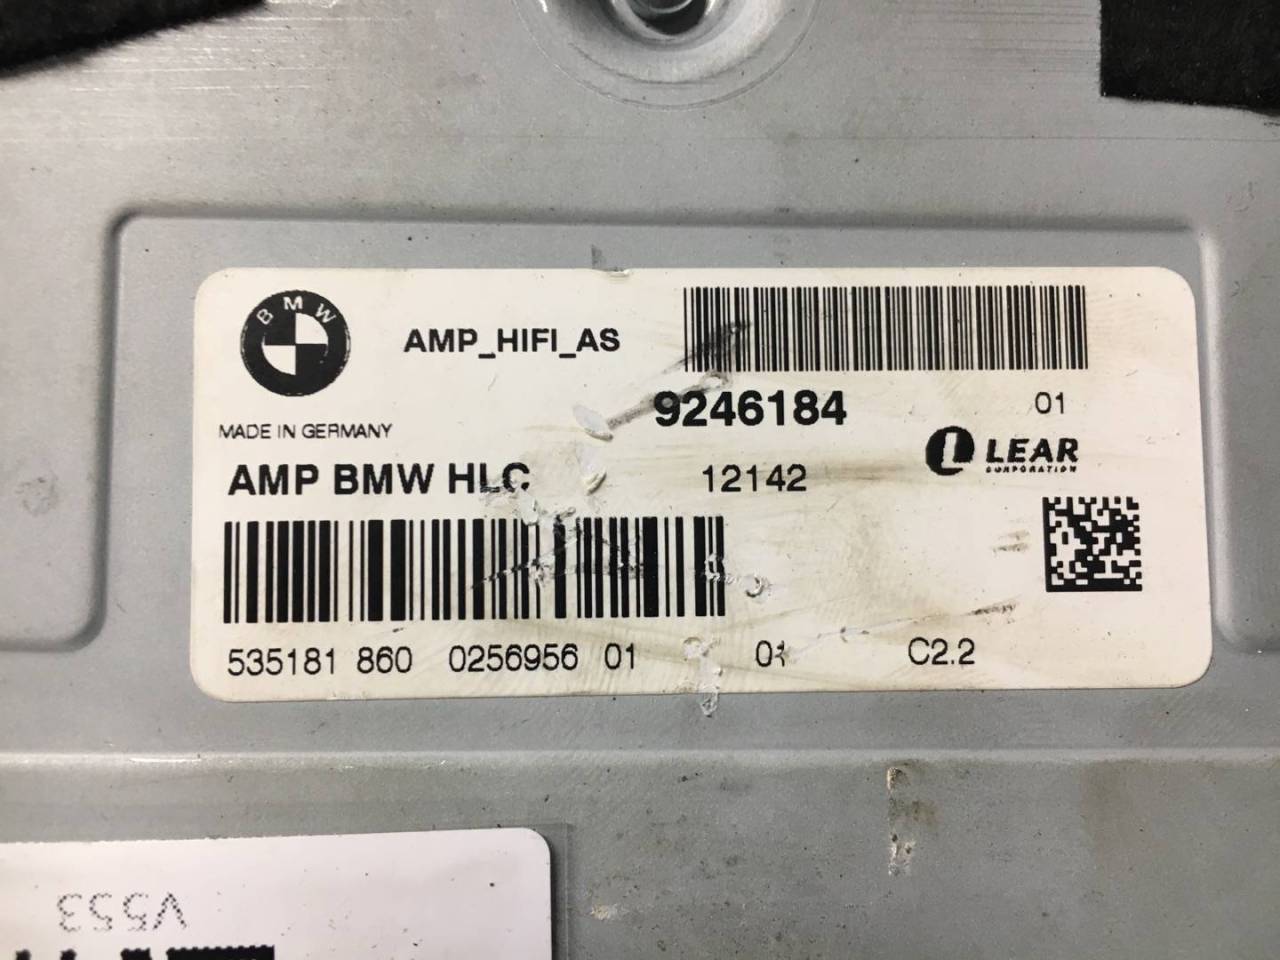 BMW
AMP_HIFI_AS
9246184 01
MADE IN GERMANY
LEAR
CORPORATION
AMP BMW HLC 12142
535181 860 0256956 01 01 C2.2
V553